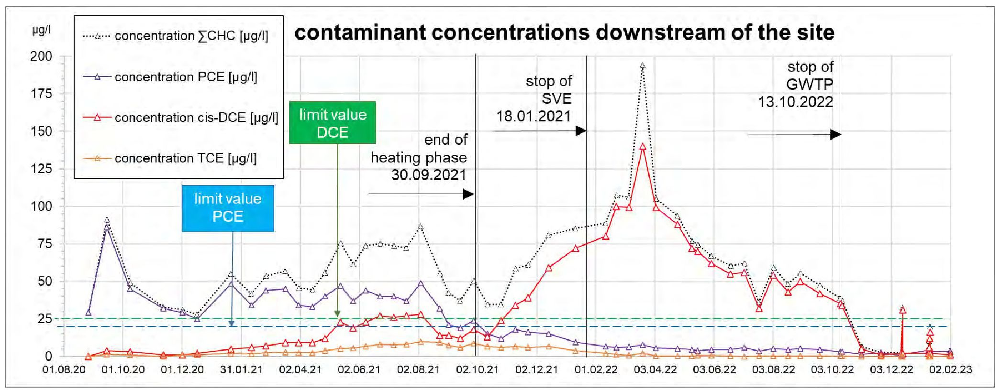 contaminant concentrations downstream of the site
µg/l
concentration ∑CHC [µg/l]
concentration PCE [µg/l]
concentration cis-DCE [µg/l]
concentration TCE [µg/l]
limit value
DCE
limit value
PCE
end of
heating phase
30.09.2021
stop of
SVE
18.01.2021
stop of
GWTP
13.10.2022
200
175
150
125
100
75
50
25
0
01.08.20 01.10.20 01.12.20 31.01.21 02.04.21 02.06.21 02.08.21 02.10.21 02.12.21 01.02.22 03.04.22 03.06.22 03.08.22 03.10.22 03.12.22 02.02.23